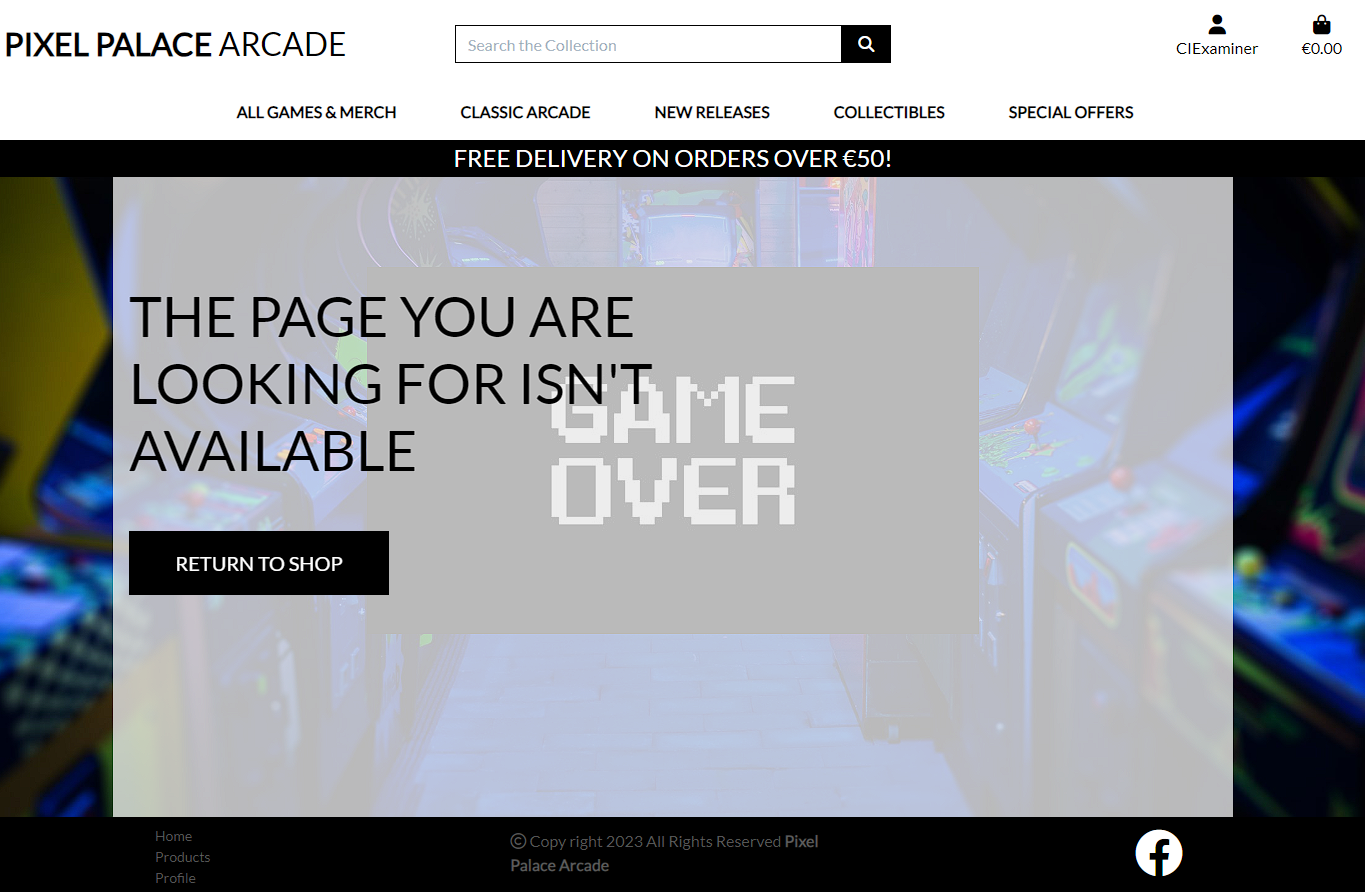 PIXEL PALACE ARCADE
Search the Collection
CIExaminer
€0.00
ALL GAMES & MERCH
CLASSIC ARCADE
NEW RELEASES
COLLECTIBLES
SPECIAL OFFERS
FREE DELIVERY ON ORDERS OVER €50!
THE PAGE YOU ARE
LOOKING FOR ISN'T
AVAILABLE
GAME
OVER
RETURN TO SHOP
Home
Products
Profile
© Copy right 2023 All Rights Reserved Pixel
Palace Arcade